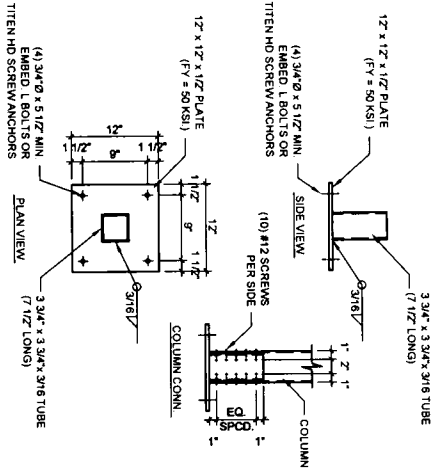 12" x 12" x 1/2" PLATE
(FY = 50 KSI.)
3 3/4" x 3 3/4"x 3/16 TUBE
(7 1/2" LONG)
3/16
(4) 3/4"Ø x 5 1/2" MIN
EMBED. L BOLTS OR
TITEN HD SCREW ANCHORS
SIDE VIEW
12" x 12" x 1/2" PLATE
(FY = 50 KSI.)
12"
1 1/2"
9"
1 1/2"
1 1/2"
9"
1 1/2"
12"
3/16
(4) 3/4"Ø x 5 1/2" MIN
EMBED. L BOLTS OR
TITEN HD SCREW ANCHORS
PLAN VIEW
3 3/4" x 3 3/4"x 3/16 TUBE
(7 1/2" LONG)
(10) #12 SCREWS
PER SIDE
1"
2"
1"
COLUMN
EQ.
SPCD.
1"
1"
COLUMN CONN.